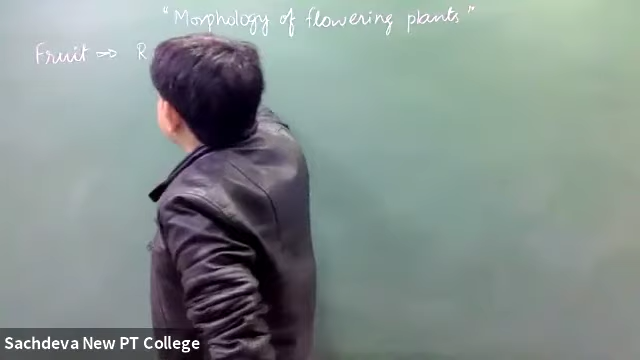 "Morphology of flowering plants"
Fruit → R
Sachdeva New PT College